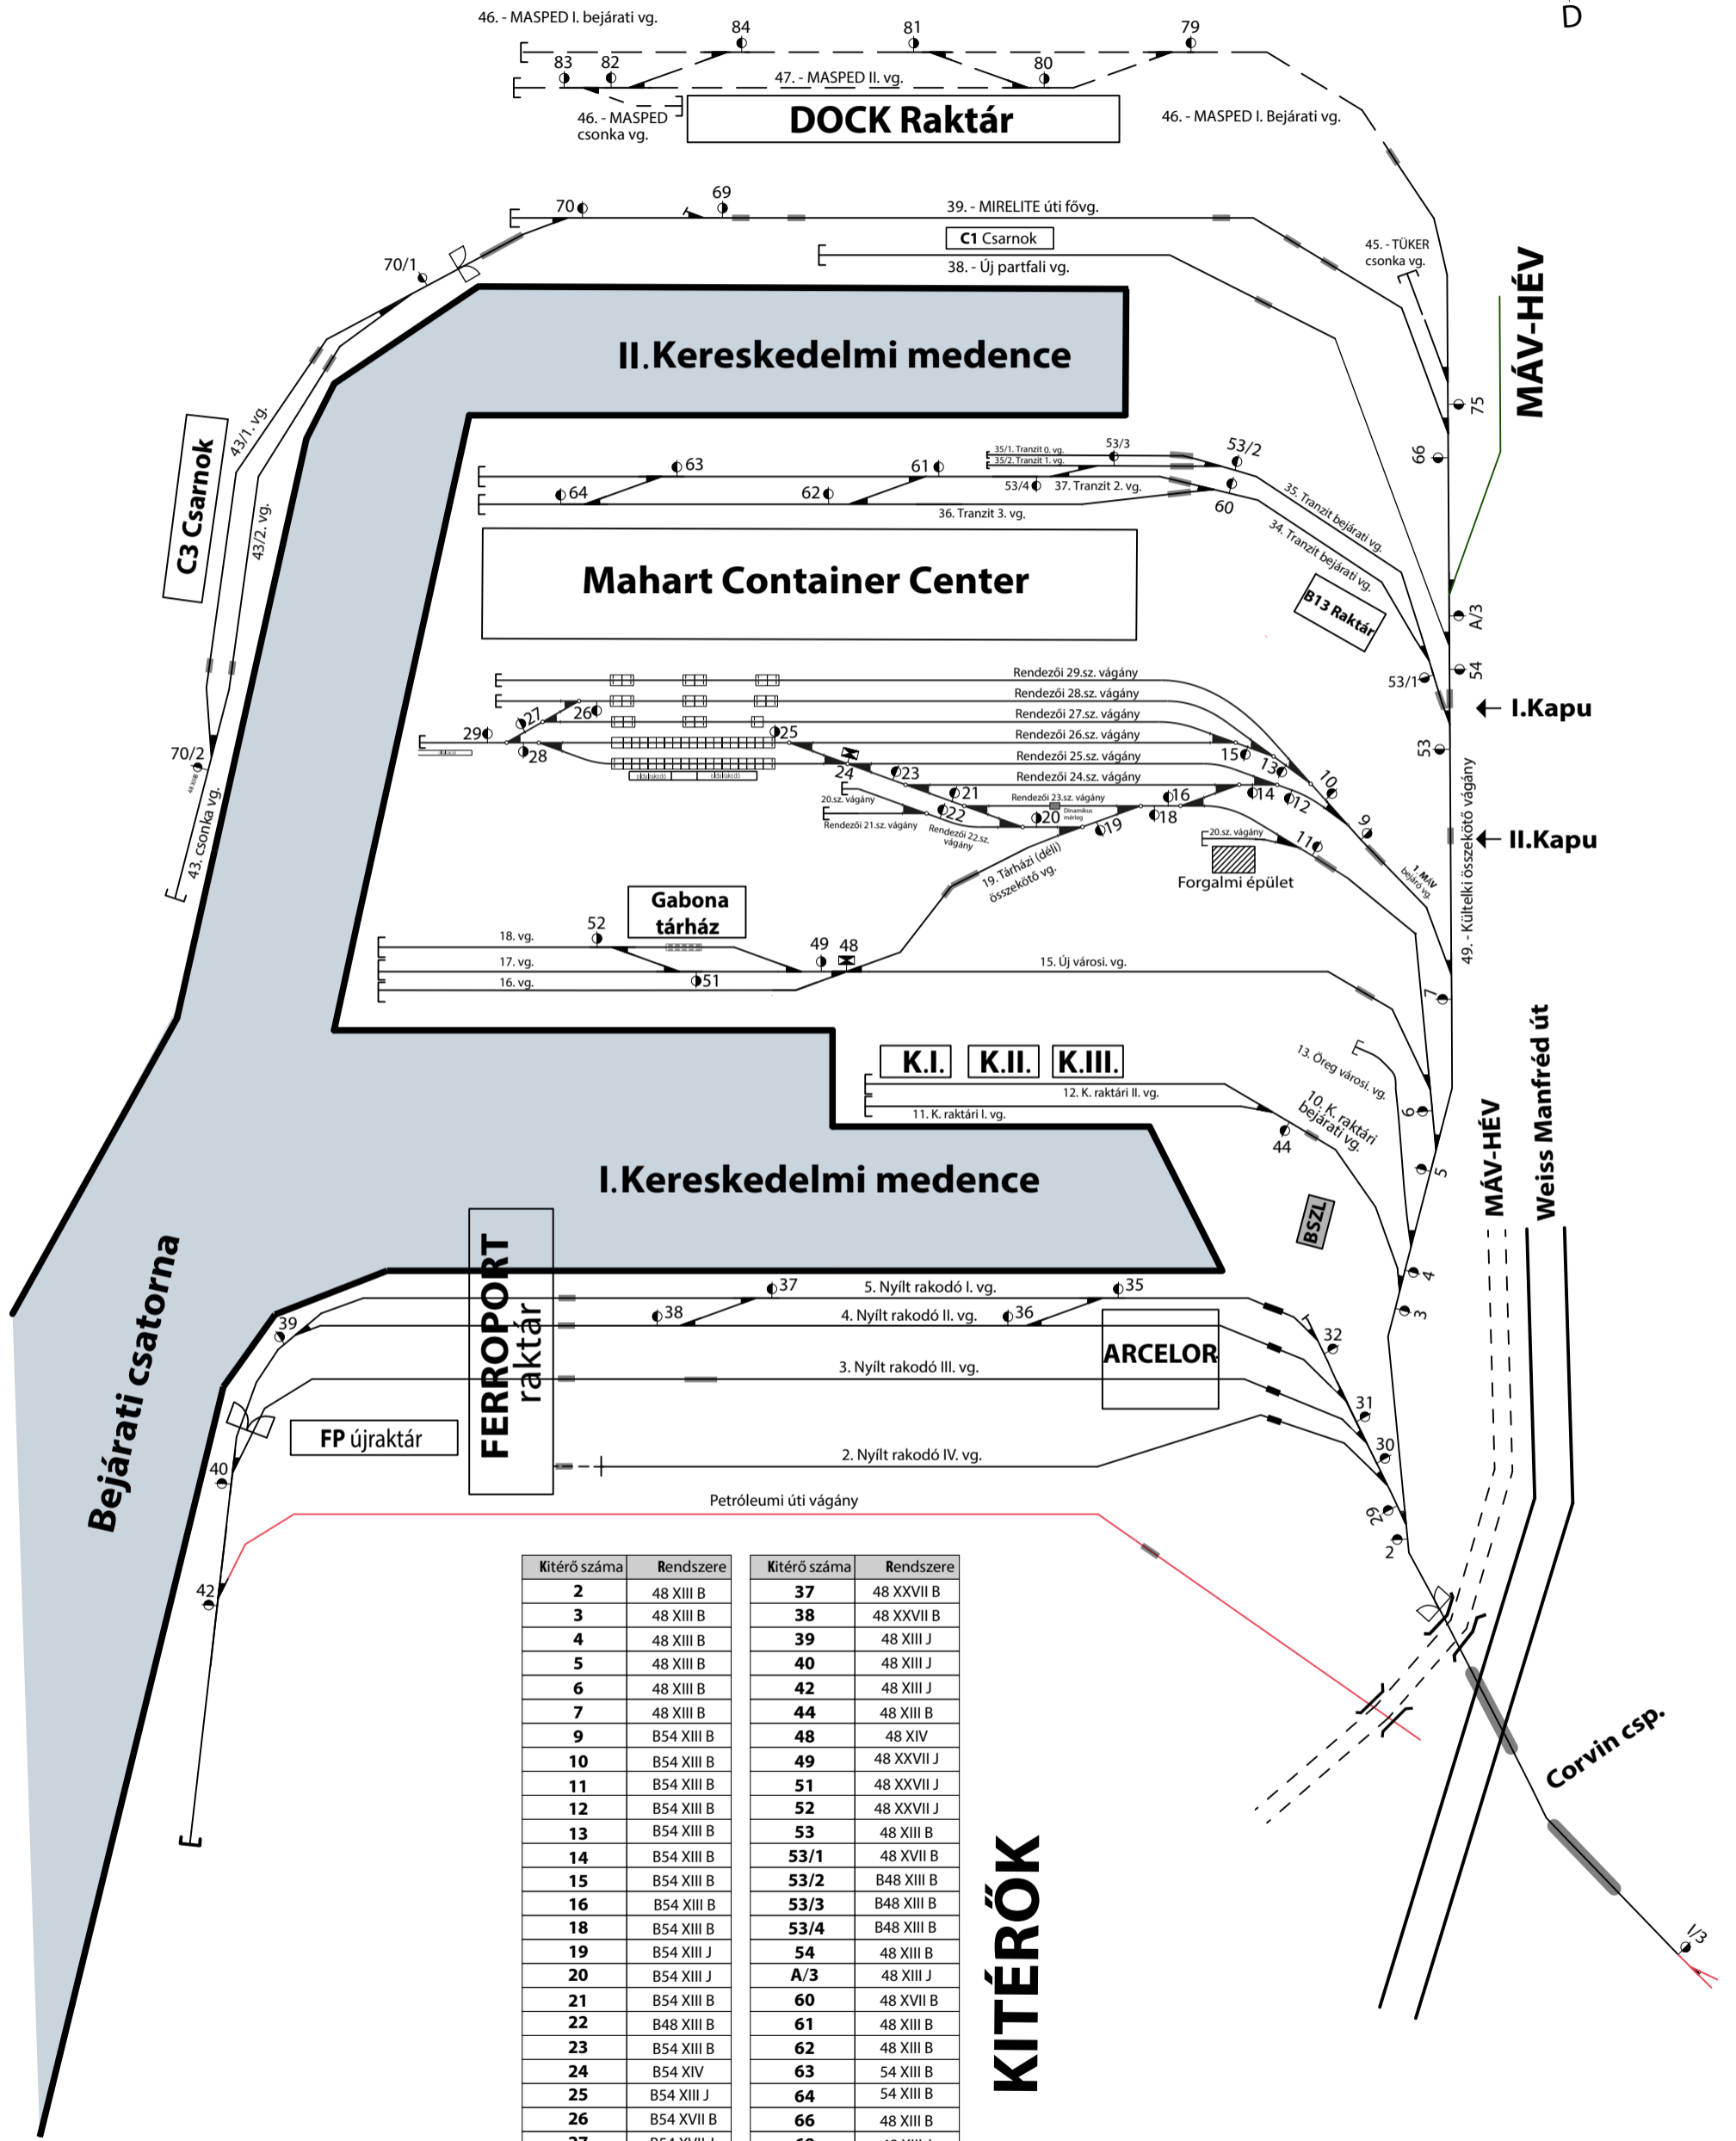 D
46. - MASPED I. bejárati vg.
84
81
79
83
82
47. - MASPED II. vg.
80
46. - MASPED
csonka vg.
DOCK Raktár
46. - MASPED I. Bejárati vg.
70
69
39. - MIRELITE úti fővg.
C1 Csarnok
38. - Új partfali vg.
45. - TÜKER
csonka vg.
70/1
MÁV-HÉV
II.Kereskedelmi medence
75
66
C3 Csarnok
43/1. vg.
43/2. vg.
35/1. Tranzit 0. vg.
35/2. Tranzit 1. vg.
53/3
53/2
63
61
53/4
37. Tranzit 2. vg.
64
62
60
36. Tranzit 3. vg.
35. Tranzit bejárati vg.
34. Tranzit bejárati vg.
Mahart Container Center
B13 Raktár
A/3
54
53/1
I.Kapu
53
Rendezői 29.sz. vágány
Rendezői 28.sz. vágány
Rendezői 27.sz. vágány
Rendezői 26.sz. vágány
Rendezői 25.sz. vágány
Rendezői 24.sz. vágány
Rendezői 23.sz. vágány
Dinamikus
mérleg
27
26
29
28
25
24
23
21
22
20
19
18
16
15
13
14
12
10
9
11
oldalrakodó
oldalrakodó
20.sz. vágány
Rendezői 21.sz. vágány
Rendezői 22.sz.
vágány
20.sz. vágány
Forgalmi épület
19. Tárházi (déli)
összekötő vg.
1. MÁV
bejáró vg.
II.Kapu
49. - Kültelki összekötő vágány
70/2
48 XIII B
43. csonka vg.
Gabona
tárház
52
18. vg.
49
48
17. vg.
51
16. vg.
15. Új városi. vg.
7
K.I.
K.II.
K.III.
12. K. raktári II. vg.
11. K. raktári I. vg.
44
10. K. raktári
bejárati vg.
13. Öreg városi. vg.
6
5
MÁV-HÉV
Weiss Manfréd út
I.Kereskedelmi medence
BSZL
4
3
Bejárati csatorna
FERROPORT
raktár
37
5. Nyílt rakodó I. vg.
35
38
4. Nyílt rakodó II. vg.
36
39
32
ARCELOR
3. Nyílt rakodó III. vg.
31
FP újraktár
30
40
2. Nyílt rakodó IV. vg.
29
2
Petróleumi úti vágány
42
Corvin csp.
I/3
KITÉRŐK
Kitérő száma Rendszere
2 48 XIII B
3 48 XIII B
4 48 XIII B
5 48 XIII B
6 48 XIII B
7 48 XIII B
9 B54 XIII B
10 B54 XIII B
11 B54 XIII B
12 B54 XIII B
13 B54 XIII B
14 B54 XIII B
15 B54 XIII B
16 B54 XIII B
18 B54 XIII B
19 B54 XIII J
20 B54 XIII J
21 B54 XIII B
22 B48 XIII B
23 B54 XIII B
24 B54 XIV
25 B54 XIII J
26 B54 XVII B
27 B54 XVII J
Kitérő száma Rendszere
37 48 XXVII B
38 48 XXVII B
39 48 XIII J
40 48 XIII J
42 48 XIII J
44 48 XIII B
48 48 XIV
49 48 XXVII J
51 48 XXVII J
52 48 XXVII J
53 48 XIII B
53/1 48 XVII B
53/2 B48 XIII B
53/3 B48 XIII B
53/4 B48 XIII B
54 48 XIII B
A/3 48 XIII J
60 48 XVII B
61 48 XIII B
62 48 XIII B
63 54 XIII B
64 54 XIII B
66 48 XIII B